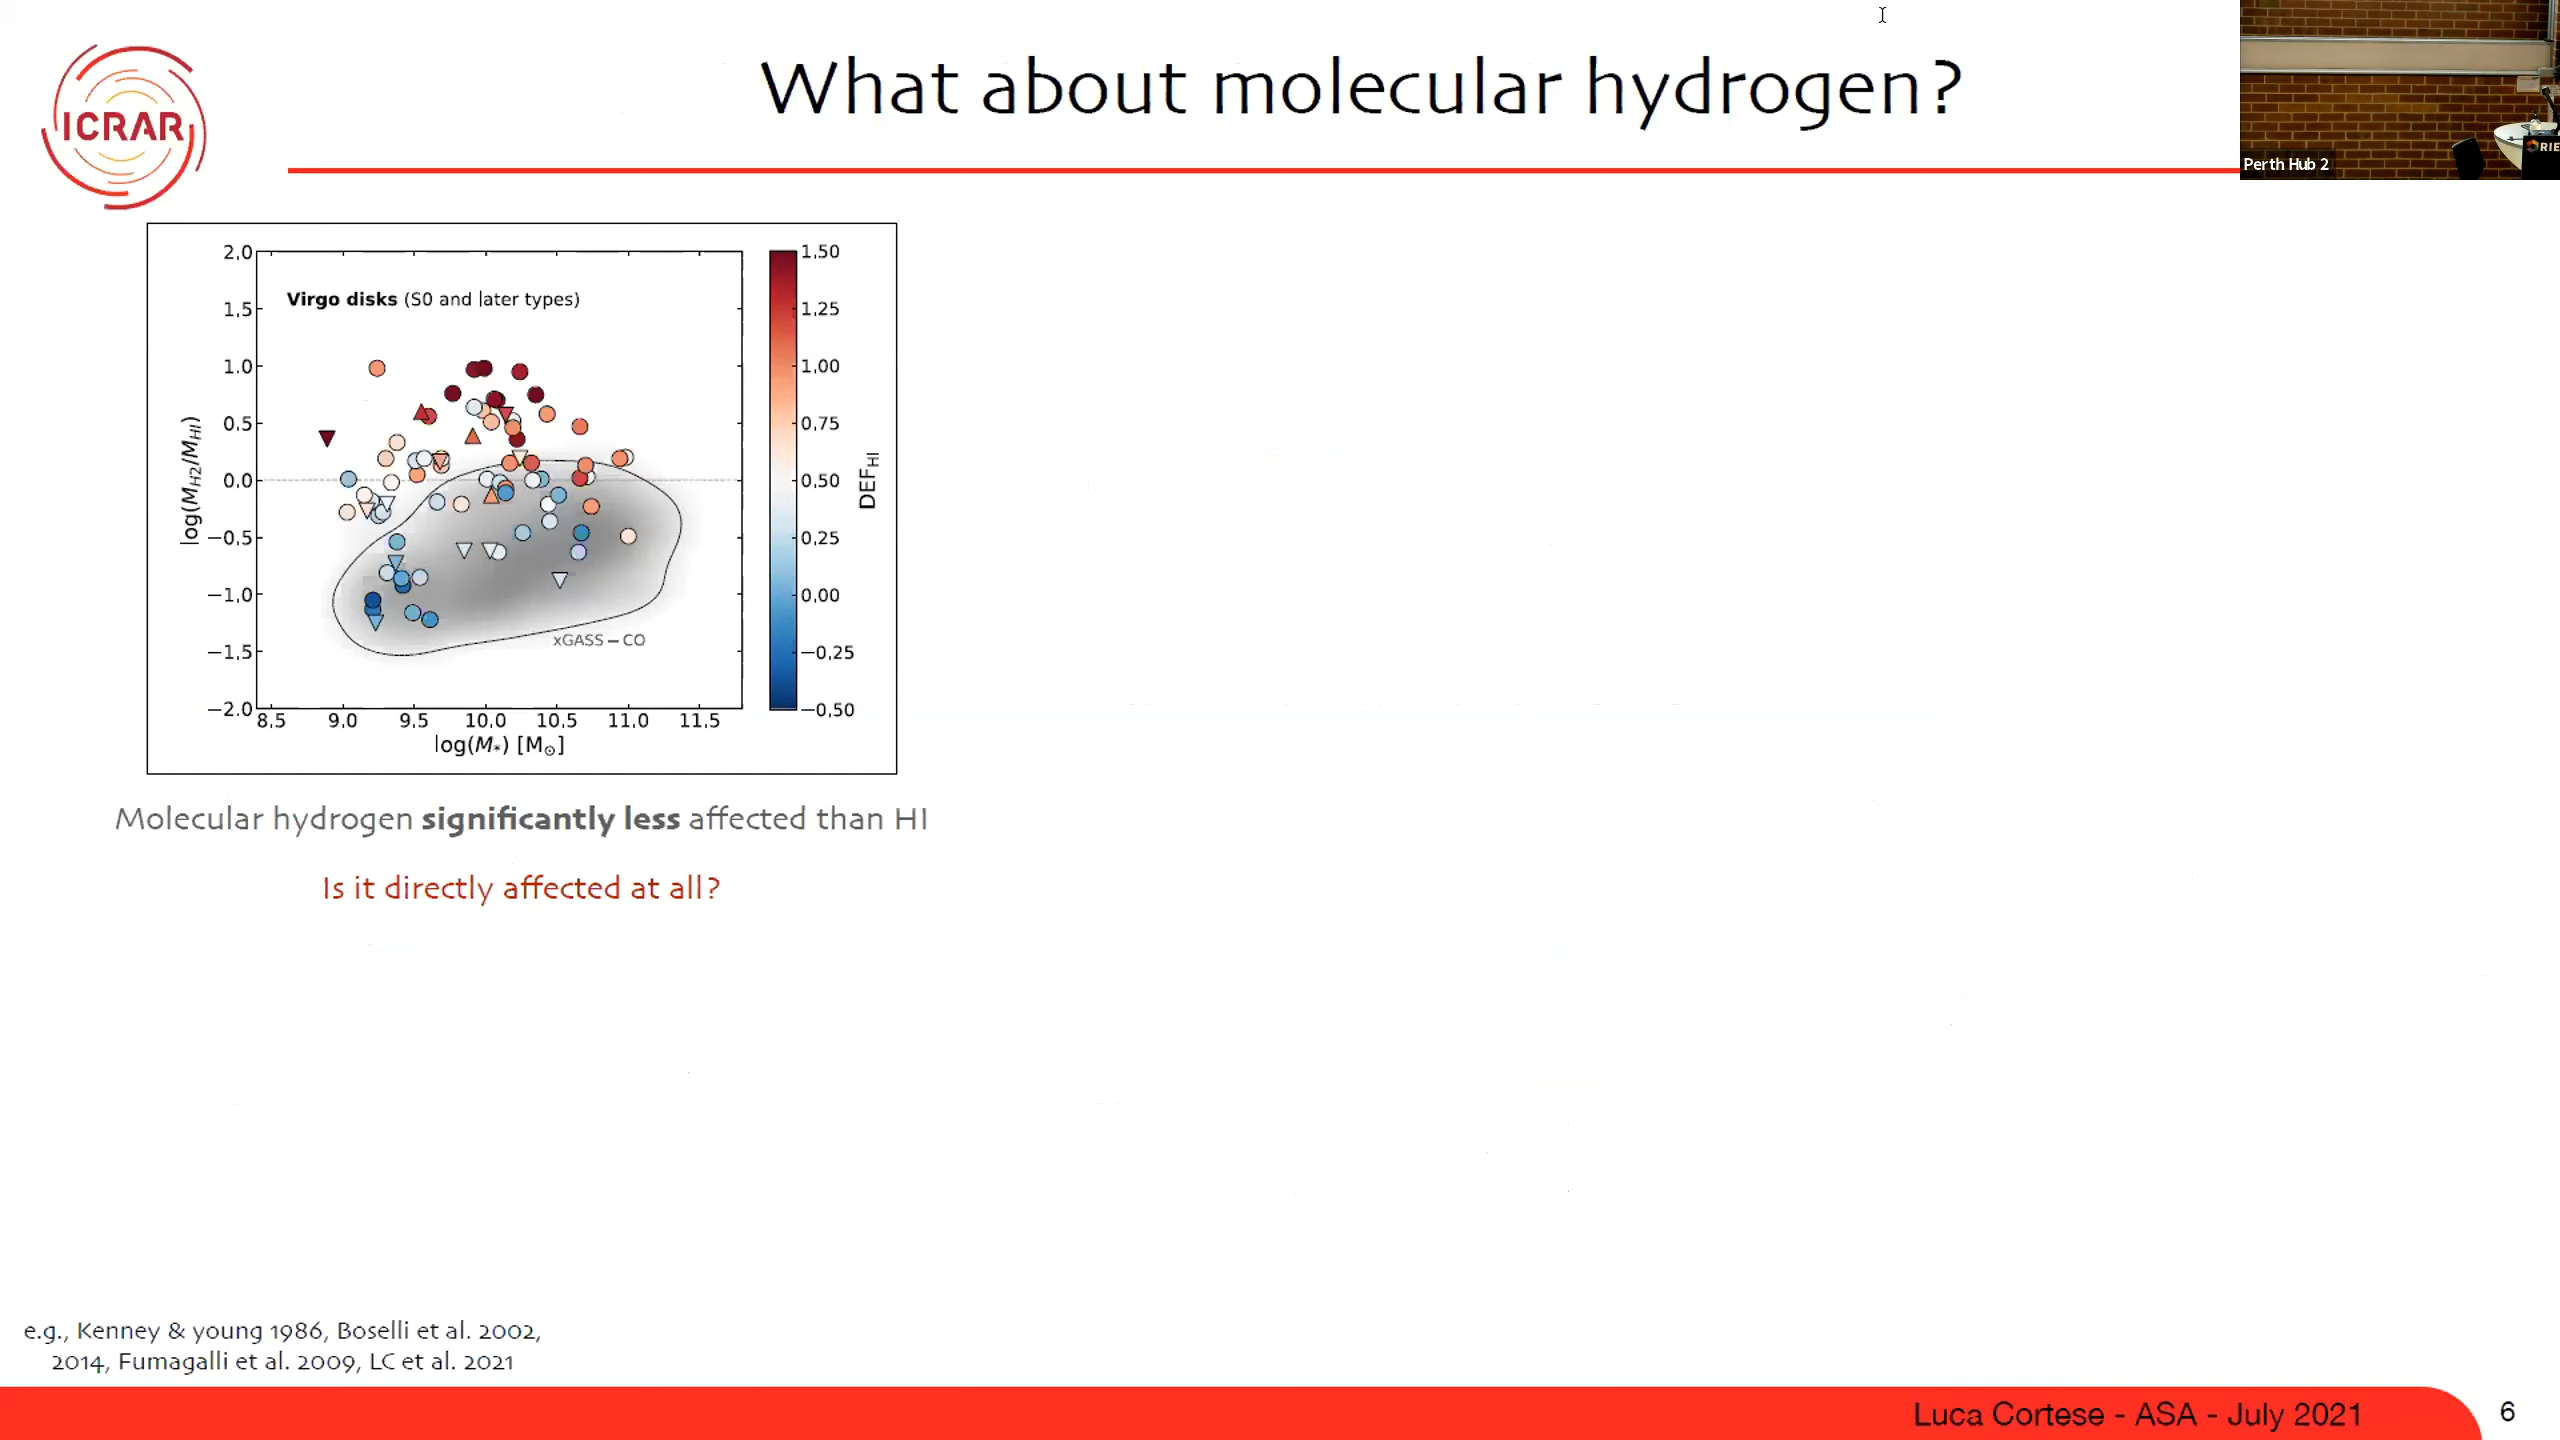 What about molecular hydrogen?
ICRAR
Perth Hub 2
RIE
2.0
1.5
1.0
0.5
0.0
−0.5
−1.0
−1.5
−2.0
log(M_H2/M_HI)
Virgo disks (S0 and later types)
xGASS − CO
8.5 9.0 9.5 10.0 10.5 11.0 11.5
log(M*) [M⊙]
1.50
1.25
1.00
0.75
0.50
0.25
0.00
−0.25
−0.50
DEF_HI
Molecular hydrogen significantly less affected than HI
Is it directly affected at all?
e.g., Kenney & young 1986, Boselli et al. 2002,
2014, Fumagalli et al. 2009, LC et al. 2021
Luca Cortese - ASA - July 2021
6